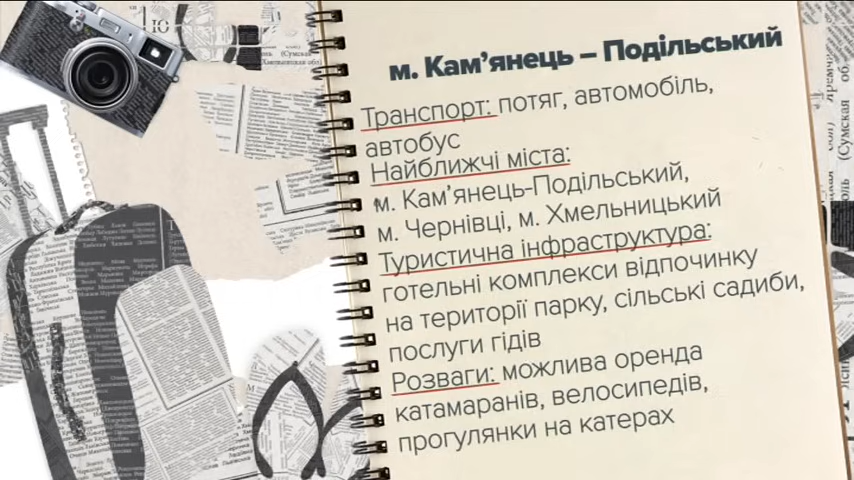 м. Кам’янець – Подільський
Транспорт: потяг, автомобіль,
автобус
Найближчі міста:
м. Кам’янець-Подільський,
м. Чернівці, м. Хмельницький
Туристична інфраструктура:
готельні комплекси відпочинку
на території парку, сільські садиби,
послуги гідів
Розваги: можлива оренда
катамаранів, велосипедів,
прогулянки на катерах